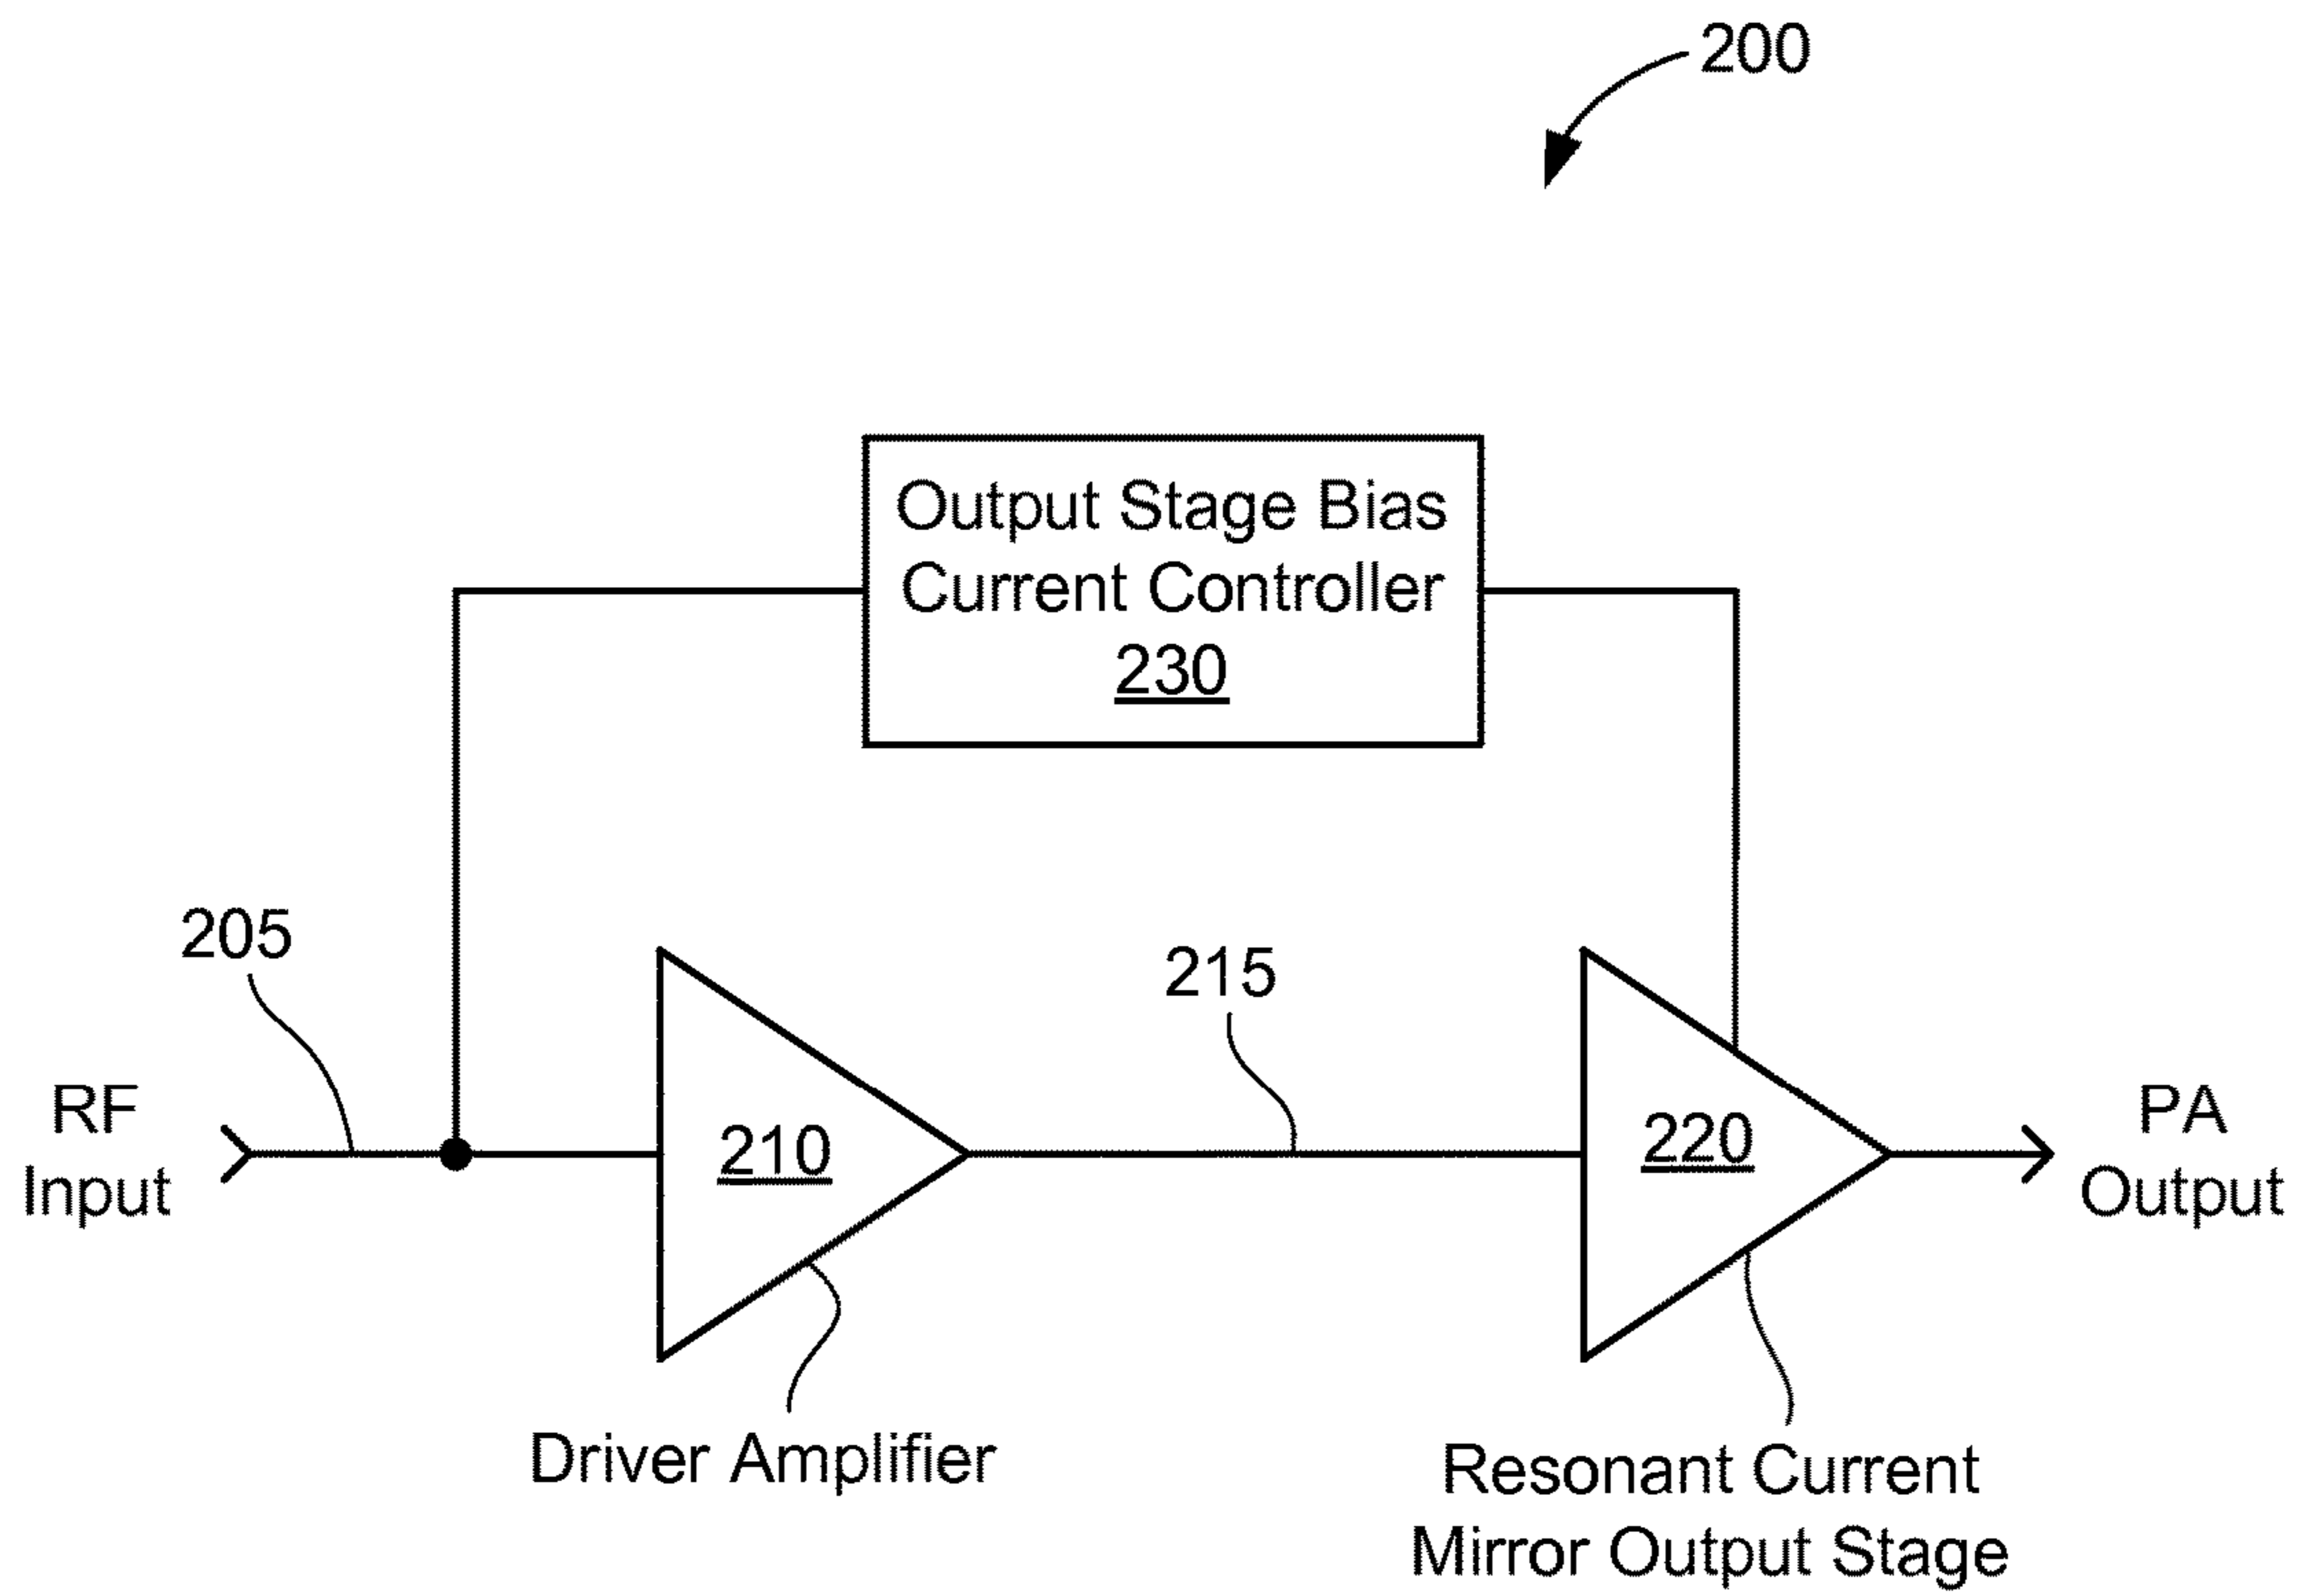 200
Output Stage Bias
Current Controller
230
205
215
RF
Input
210
220
PA
Output
Driver Amplifier
Resonant Current
Mirror Output Stage